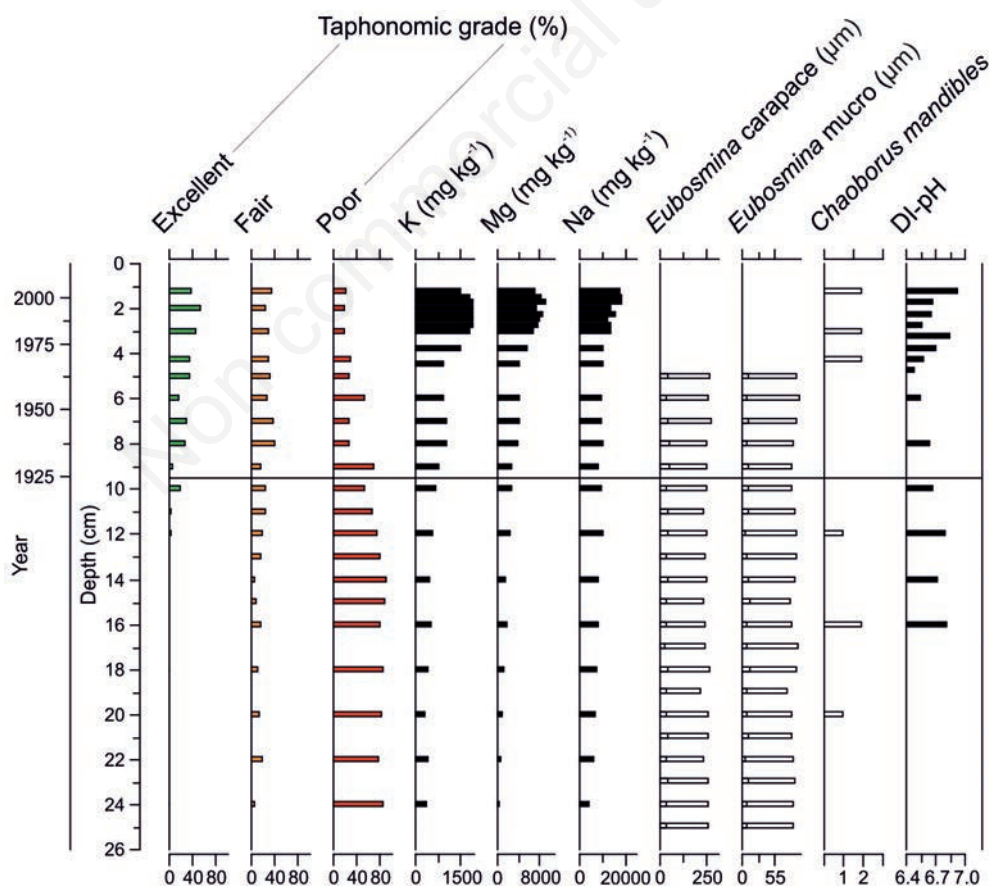 Taphonomic grade (%)
Excellent
Fair
Poor
K (mg kg⁻¹)
Mg (mg kg⁻¹)
Na (mg kg⁻¹)
Eubosmina carapace (µm)
Eubosmina mucro (µm)
Chaoborus mandibles
DI-pH
Year
2000
1975
1950
1925
Depth (cm)
0
2
4
6
8
10
12
14
16
18
20
22
24
26
0 40 80 0 40 80 0 40 80 0 1500 0 8000 0 20000 0 250 0 55 1 2 6.4 6.7 7.0
Non commercial